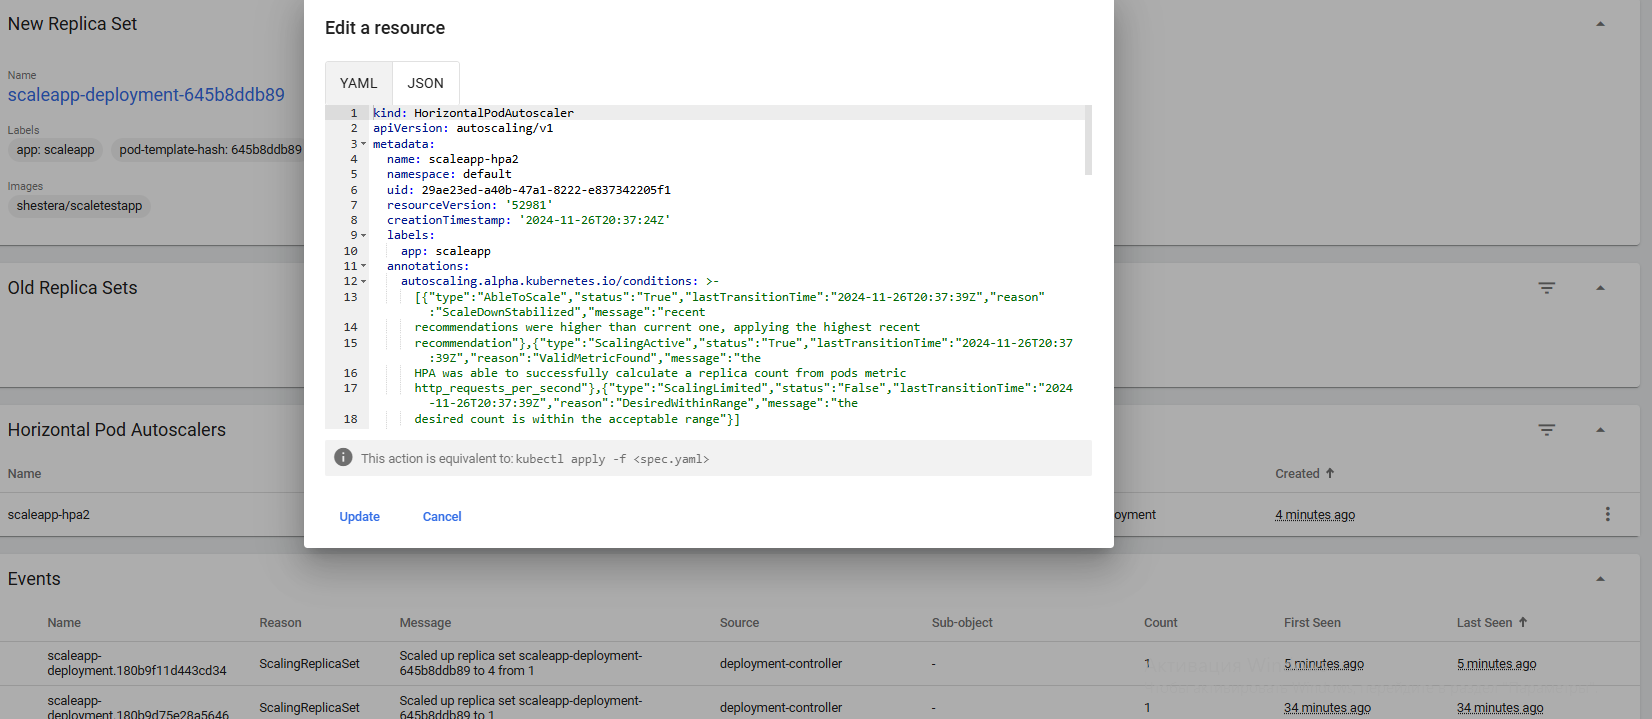 New Replica Set
Name
scaleapp-deployment-645b8ddb89
Labels
app: scaleapp
pod-template-hash: 645b8ddb89
Images
shestera/scaletestapp
Old Replica Sets
Horizontal Pod Autoscalers
Name
Created
scaleapp-hpa2
oyment
4 minutes ago
Edit a resource
YAML
JSON
1 kind: HorizontalPodAutoscaler
2 apiVersion: autoscaling/v1
3 metadata:
4 name: scaleapp-hpa2
5 namespace: default
6 uid: 29ae23ed-a40b-47a1-8222-e837342205f1
7 resourceVersion: '52981'
8 creationTimestamp: '2024-11-26T20:37:24Z'
9 labels:
10 app: scaleapp
11 annotations:
12 autoscaling.alpha.kubernetes.io/conditions: >-
13 [{"type":"AbleToScale","status":"True","lastTransitionTime":"2024-11-26T20:37:39Z","reason"
:"ScaleDownStabilized","message":"recent
14 recommendations were higher than current one, applying the highest recent
15 recommendation"},{"type":"ScalingActive","status":"True","lastTransitionTime":"2024-11-26T20:37
:39Z","reason":"ValidMetricFound","message":"the
16 HPA was able to successfully calculate a replica count from pods metric
17 http_requests_per_second"},{"type":"ScalingLimited","status":"False","lastTransitionTime":"2024
-11-26T20:37:39Z","reason":"DesiredWithinRange","message":"the
18 desired count is within the acceptable range"}]
This action is equivalent to: kubectl apply -f <spec.yaml>
Update
Cancel
Events
Name
Reason
Message
Source
Sub-object
Count
First Seen
Last Seen
scaleapp-
deployment.180b9f11d443cd34
ScalingReplicaSet
Scaled up replica set scaleapp-deployment-
645b8ddb89 to 4 from 1
deployment-controller
-
1
5 minutes ago
5 minutes ago
scaleapp-
deployment.180b9d75e28a5646
ScalingReplicaSet
Scaled up replica set scaleapp-deployment-
645b8ddb89 to 1
deployment-controller
-
1
34 minutes ago
34 minutes ago